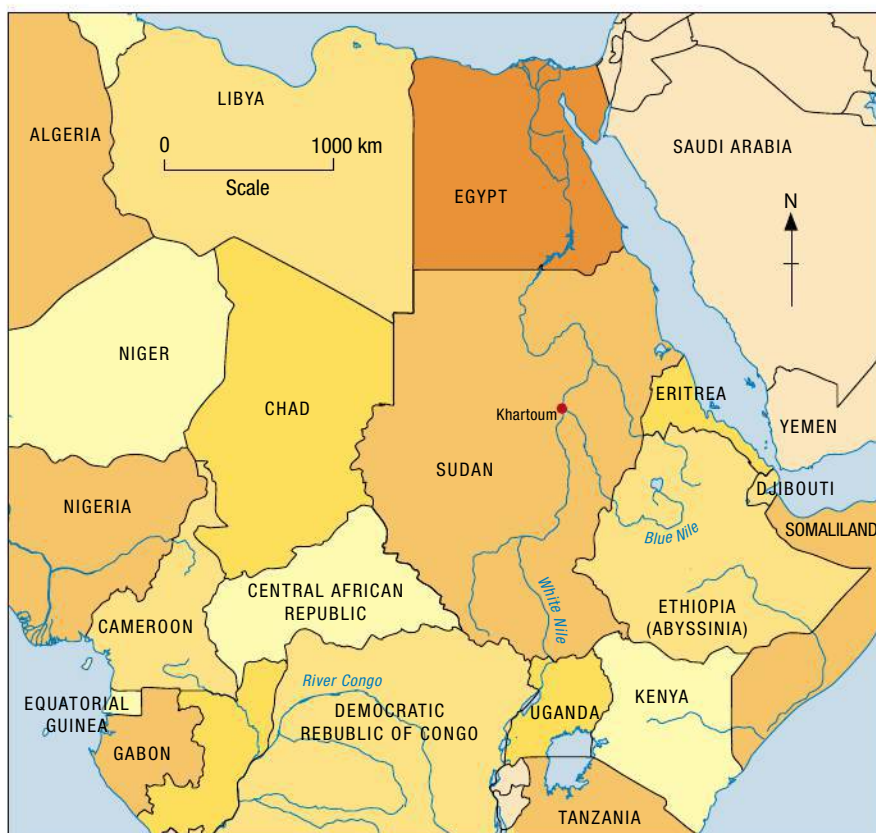 LIBYA
ALGERIA
0 1000 km
Scale
SAUDI ARABIA
EGYPT
N
NIGER
CHAD
Khartoum
ERITREA
YEMEN
SUDAN
DJIBOUTI
NIGERIA
SOMALILAND
Blue Nile
CENTRAL AFRICAN
REPUBLIC
White Nile
ETHIOPIA
(ABYSSINIA)
CAMEROON
River Congo
EQUATORIAL
GUINEA
DEMOCRATIC
REPUBLIC OF CONGO
UGANDA
KENYA
GABON
TANZANIA